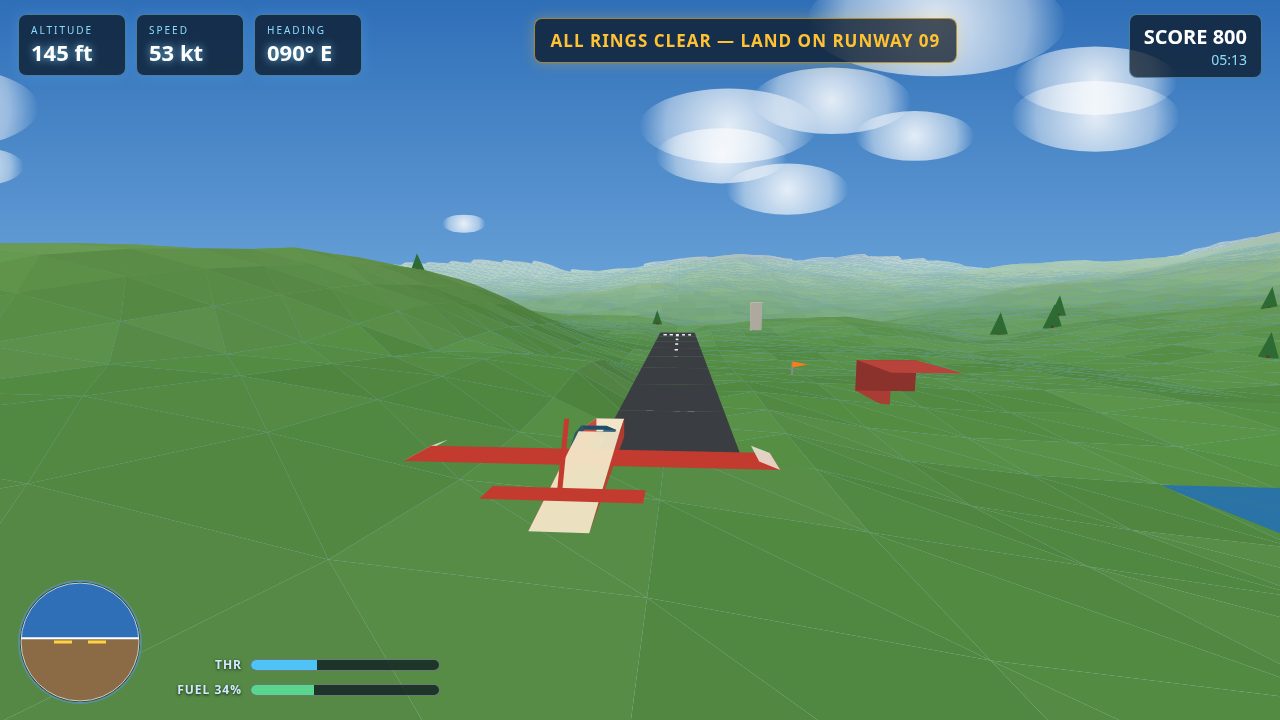 ALTITUDE
145 ft
SPEED
53 kt
HEADING
090° E
ALL RINGS CLEAR — LAND ON RUNWAY 09
SCORE 800
05:13
THR
FUEL 34%